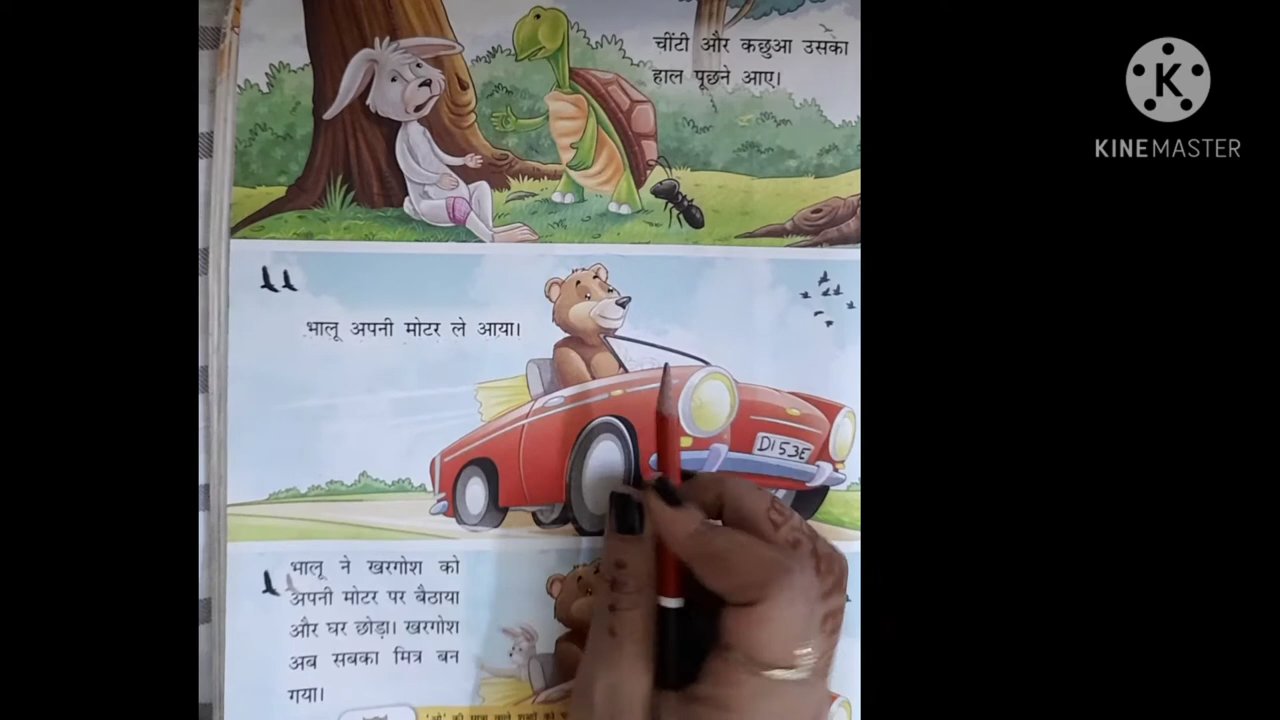 चींटी और कछुआ उसका
हाल पूछने आए।
K
KINEMASTER
भालू अपनी मोटर ले आया।
DI 53E
भालू ने खरगोश को
अपनी मोटर पर बैठाया
और घर छोड़ा। खरगोश
अब सबका मित्र बन
गया।